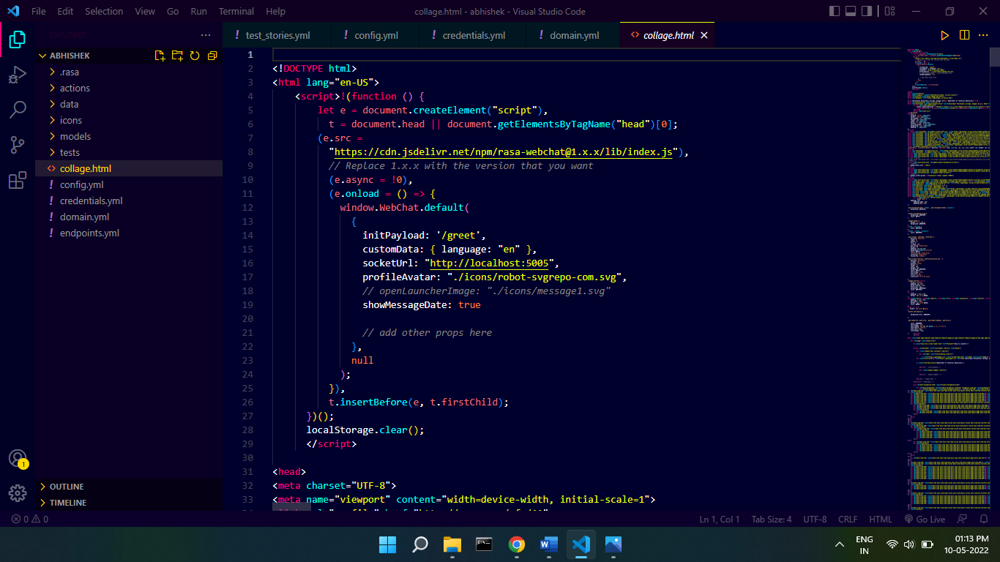 File Edit Selection View Go Run Terminal Help collage.html - abhishek - Visual Studio Code
EXPLORER
test_stories.yml config.yml credentials.yml domain.yml collage.html
ABHISHEK
.rasa
actions
data
icons
models
tests
collage.html
config.yml
credentials.yml
domain.yml
endpoints.yml
OUTLINE
TIMELINE
1
2 <!DOCTYPE html>
3 <html lang="en-US">
4 <script>!(function () {
5 let e = document.createElement("script"),
6 t = document.head || document.getElementsByTagName("head")[0];
7 (e.src =
8 "https://cdn.jsdelivr.net/npm/rasa-webchat@1.x.x/lib/index.js"),
9 // Replace 1.x.x with the version that you want
10 (e.async = !0),
11 (e.onload = () => {
12 window.WebChat.default(
13 {
14 initPayload: '/greet',
15 customData: { language: "en" },
16 socketUrl: "http://localhost:5005",
17 profileAvatar: "./icons/robot-svgrepo-com.svg",
18 // openLauncherImage: "./icons/message1.svg"
19 showMessageDate: true
20
21 // add other props here
22 },
23 null
24 );
25 }),
26 t.insertBefore(e, t.firstChild);
27 })();
28 localStorage.clear();
29 </script>
30
31 <head>
32 <meta charset="UTF-8">
33 <meta name="viewport" content="width=device-width, initial-scale=1">
1
0 0 Ln 1, Col 1 Tab Size: 4 UTF-8 CRLF HTML Go Live
ENG
IN
01:13 PM
10-05-2022